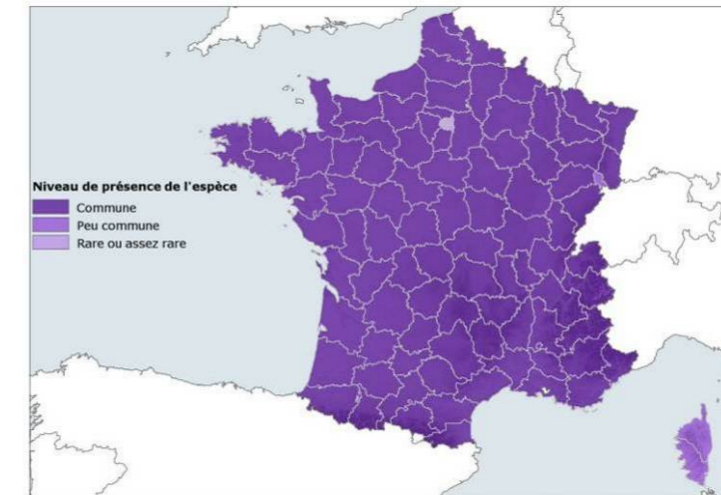 Niveau de présence de l'espèce
Commune
Peu commune
Rare ou assez rare